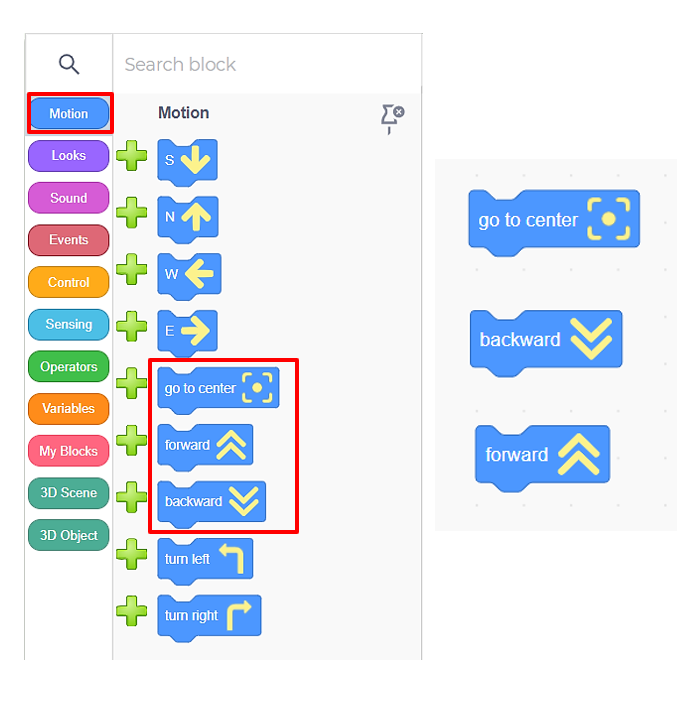 Search block
Motion
Looks
Sound
Events
Control
Sensing
Operators
Variables
My Blocks
3D Scene
3D Object
Motion
S
N
W
E
go to center
forward
backward
turn left
turn right
go to center
backward
forward